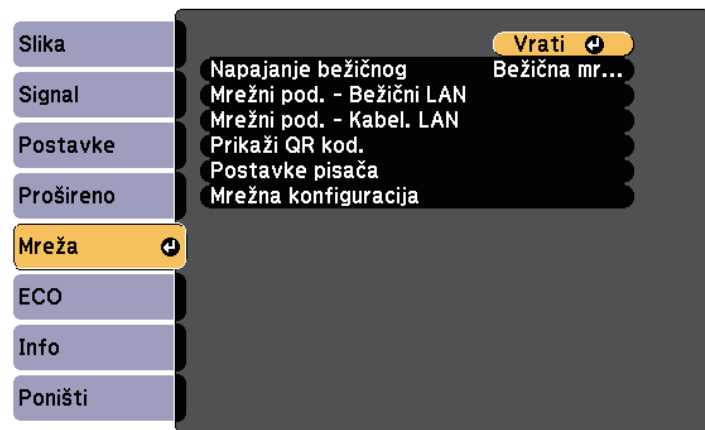 Slika
Signal
Postavke
Prošireno
Mreža
ECO
Info
Poništi
Vrati
Napajanje bežičnog Bežična mr...
Mrežni pod. - Bežični LAN
Mrežni pod. - Kabel. LAN
Prikaži QR kod.
Postavke pisača
Mrežna konfiguracija